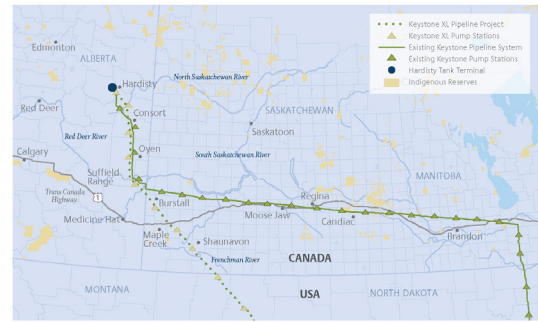 Keystone XL Pipeline Project
Keystone XL Pump Stations
Existing Keystone Pipeline System
Existing Keystone Pump Stations
Hardisty Tank Terminal
Indigenous Reserves
Edmonton
ALBERTA
Hardisty
North Saskatchewan River
Red Deer
Consort
SASKATCHEWAN
Red Deer River
Saskatoon
Calgary
Oyen
South Saskatchewan River
Suffield
Range
MANITOBA
Trans Canada
Highway
1
Burstall
Regina
Medicine Hat
Moose Jaw
Candiac
Maple
Creek
Shaunavon
Brandon
Frenchman River
CANADA
MONTANA
USA
NORTH DAKOTA